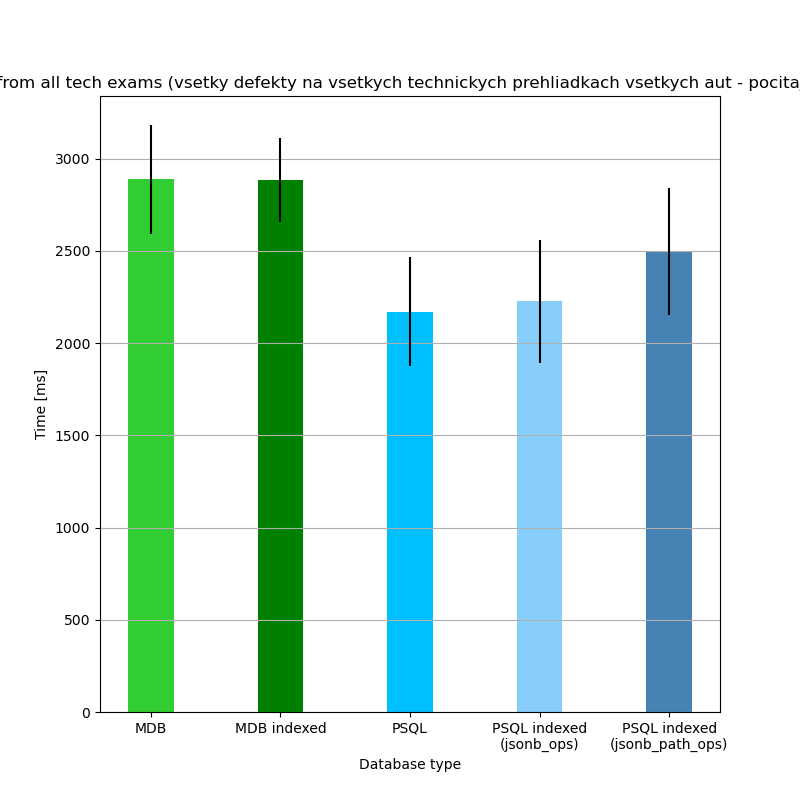 from all tech exams (vsetky defekty na vsetkych technickych prehliadkach vsetkych aut -
3000
2500
2000
1500
1000
500
0
Time [ms]
MDB
MDB indexed
PSQL
PSQL indexed
(jsonb_ops)
PSQL indexed
(jsonb_path_ops)
Database type